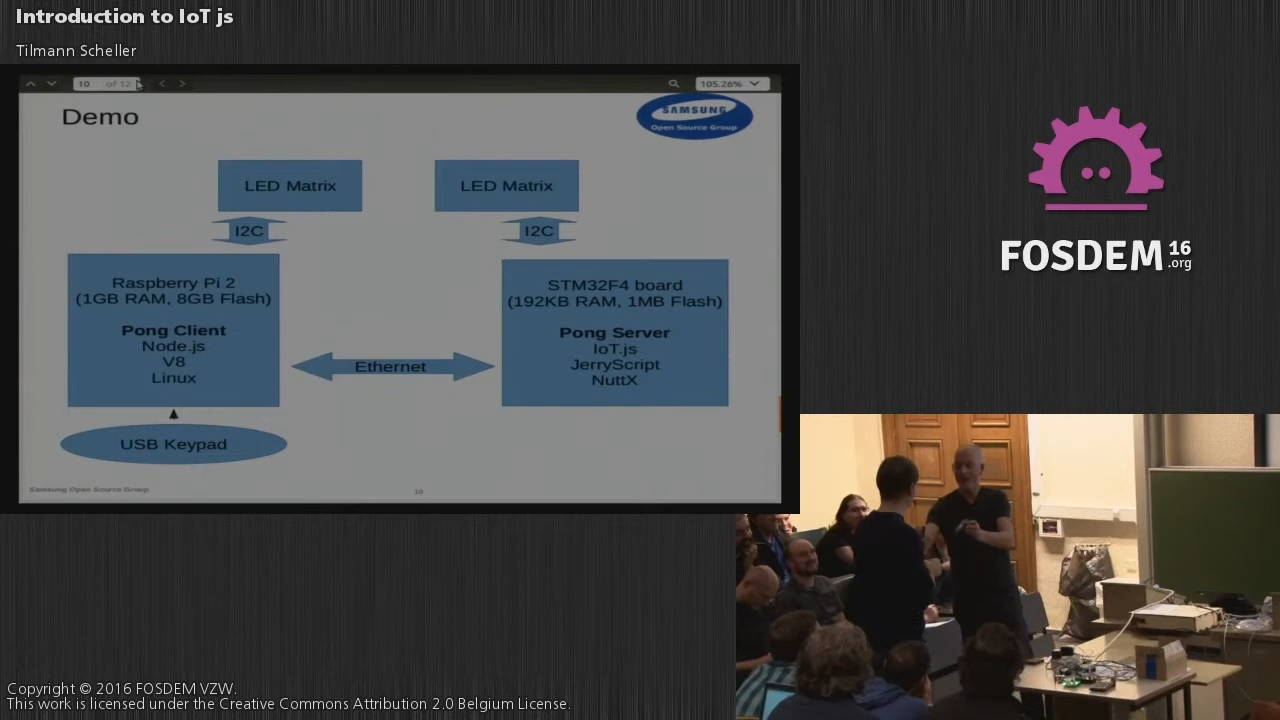 Introduction to IoT js
Tilmann Scheller
10 of 12
105.26%
Demo
SAMSUNG
Open Source Group
LED Matrix
LED Matrix
I2C
I2C
Raspberry Pi 2
(1GB RAM, 8GB Flash)
Pong Client
Node.js
V8
Linux
STM32F4 board
(192KB RAM, 1MB Flash)
Pong Server
IoT.js
JerryScript
NuttX
Ethernet
USB Keypad
Samsung Open Source Group
10
FOSDEM 16
.org
Copyright © 2016 FOSDEM VZW.
This work is licensed under the Creative Commons Attribution 2.0 Belgium License.